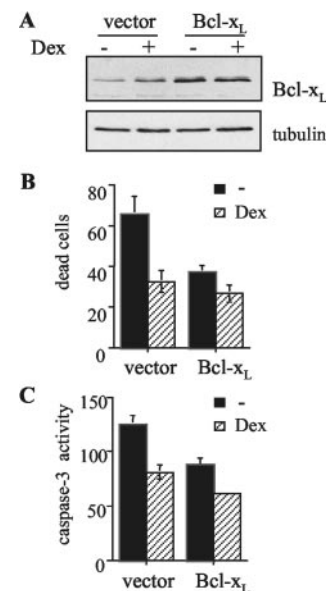 A
vector Bcl-xL
Dex - + - +
Bcl-xL
tubulin
B
80
60
40
20
0
dead cells
-
Dex
vector Bcl-xL
C
150
100
50
0
caspase-3 activity
-
Dex
vector Bcl-xL